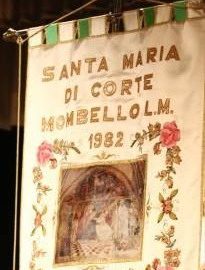 SANTA MARIA
DI CORTE
MOMBELLO L.M.
1982